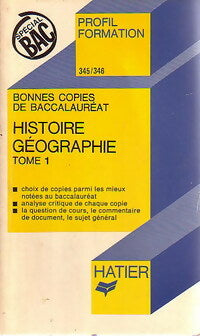 SPECIAL
BAC
PROFIL
FORMATION
345/346
BONNES COPIES
DE BACCALAURÉAT
HISTOIRE
GÉOGRAPHIE
TOME 1
■ choix de copies parmi les mieux
notées au baccalauréat
■ analyse critique de chaque copie
■ la question de cours, le commentaire
de document, le sujet général
HATIER